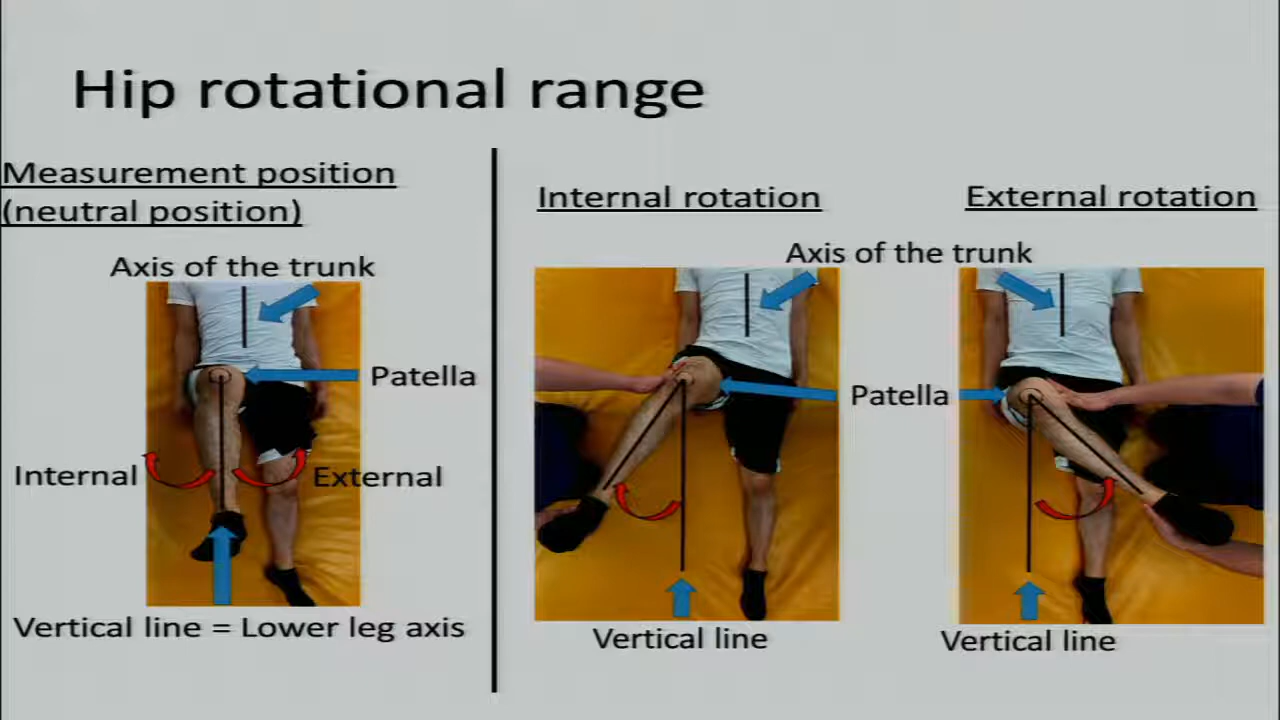 Hip rotational range
Measurement position
(neutral position)
Axis of the trunk
Patella
Internal
External
Vertical line = Lower leg axis
Internal rotation
External rotation
Axis of the trunk
Patella
Vertical line
Vertical line